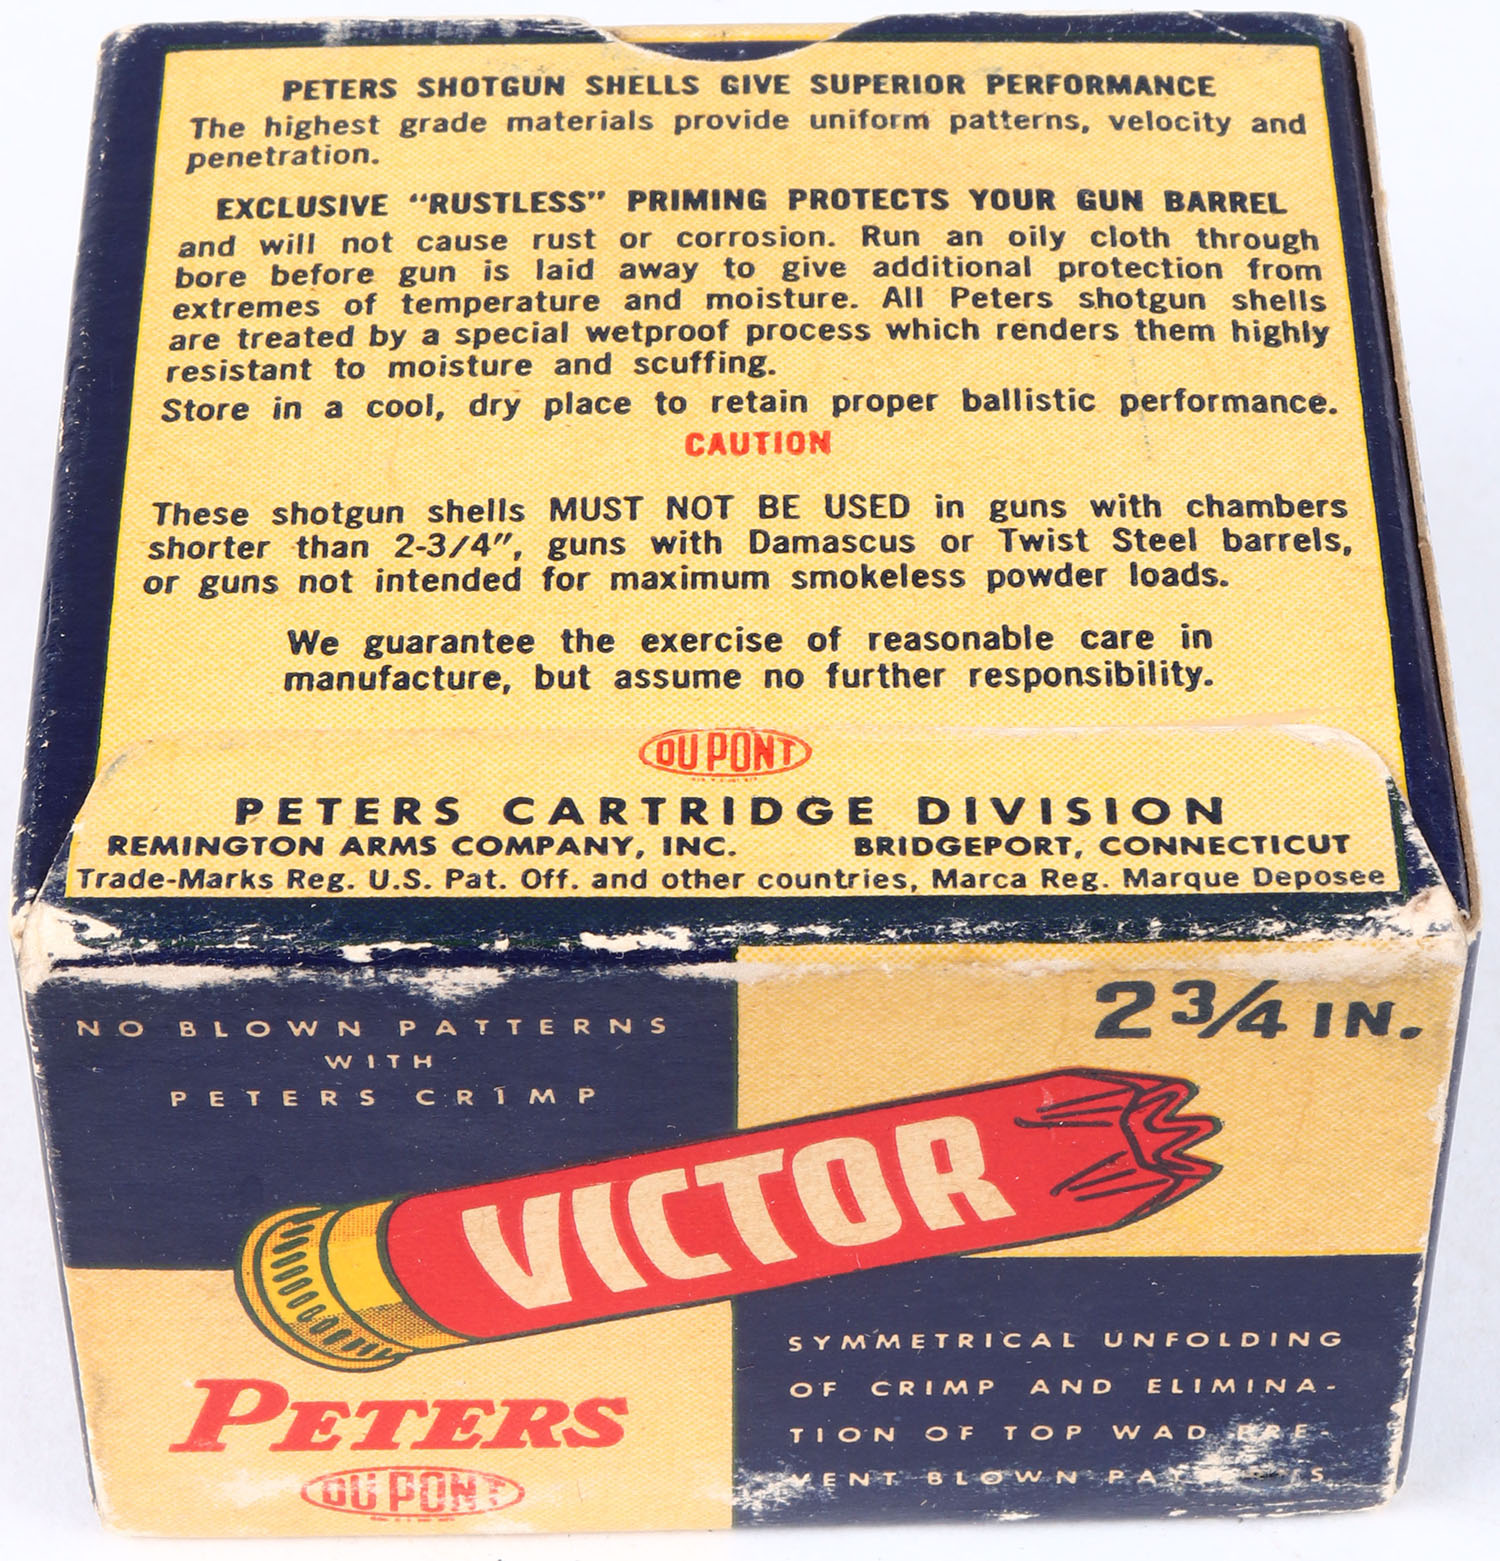 PETERS SHOTGUN SHELLS GIVE SUPERIOR PERFORMANCE
The highest grade materials provide uniform patterns, velocity and
penetration.
EXCLUSIVE "RUSTLESS" PRIMING PROTECTS YOUR GUN BARREL
and will not cause rust or corrosion. Run an oily cloth through
bore before gun is laid away to give additional protection from
extremes of temperature and moisture. All Peters shotgun shells
are treated by a special wetproof process which renders them highly
resistant to moisture and scuffing.
Store in a cool, dry place to retain proper ballistic performance.
CAUTION
These shotgun shells MUST NOT BE USED in guns with chambers
shorter than 2-3/4", guns with Damascus or Twist Steel barrels,
or guns not intended for maximum smokeless powder loads.
We guarantee the exercise of reasonable care in
manufacture, but assume no further responsibility.
DU PONT
PETERS CARTRIDGE DIVISION
REMINGTON ARMS COMPANY, INC. BRIDGEPORT, CONNECTICUT
Trade-Marks Reg. U.S. Pat. Off. and other countries, Marca Reg. Marque Deposee
NO BLOWN PATTERNS
WITH
PETERS CRIMP
2 3/4 IN.
VICTOR
PETERS
DU PONT
SYMMETRICAL UNFOLDING
OF CRIMP AND ELIMINA-
TION OF TOP WAD PRE-
VENT BLOWN